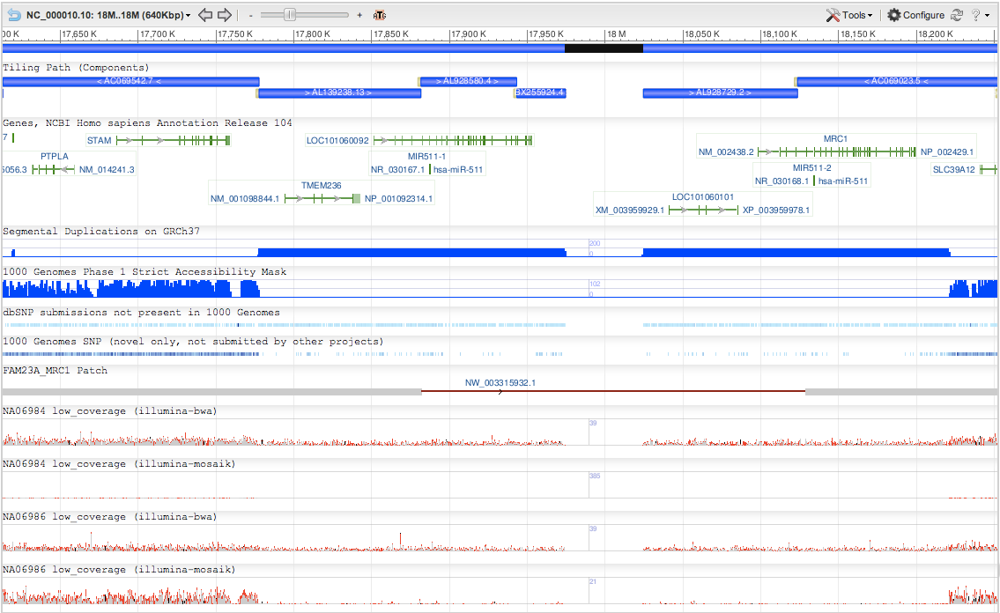 NC_000010.10: 18M..18M (640Kbp) - + ATG Tools Configure ?
00 K 17,650 K 17,700 K 17,750 K 17,800 K 17,850 K 17,900 K 17,950 K 18 M 18,050 K 18,100 K 18,150 K 18,200 K
Tiling Path (Components)
< AC069542.7 < > AL928580.4 > < AC069023.5 <
> AL139238.13 > BX255924.4 > AL928729.2 >
Genes, NCBI Homo sapiens Annotation Release 104
7 STAM LOC101060092 MRC1
NM_002438.2 NP_002429.1
PTPLA MIR511-1 MIR511-2
5056.3 NM_014241.3 NR_030167.1 hsa-miR-511 SLC39A12
NR_030168.1 hsa-miR-511
TMEM236 LOC101060101
NM_001098844.1 NP_001092314.1
XM_003959929.1 XP_003959978.1
Segmental Duplications on GRCh37
200
0
1000 Genomes Phase 1 Strict Accessibility Mask
102
0
dbSNP submissions not present in 1000 Genomes
1000 Genomes SNP (novel only, not submitted by other projects)
FAM23A_MRC1 Patch
NW_003315932.1
NA06984 low_coverage (illumina-bwa)
39
NA06984 low_coverage (illumina-mosaik)
385
NA06986 low_coverage (illumina-bwa)
39
NA06986 low_coverage (illumina-mosaik)
21